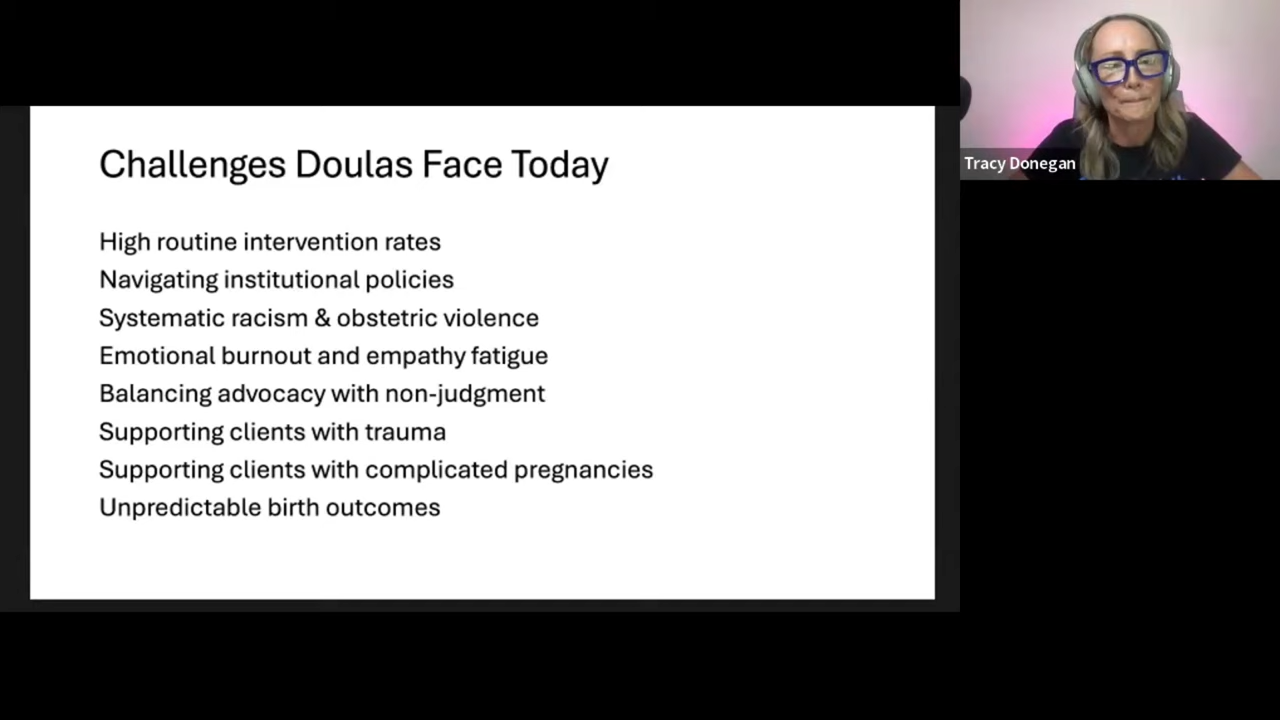 Challenges Doulas Face Today
High routine intervention rates
Navigating institutional policies
Systematic racism & obstetric violence
Emotional burnout and empathy fatigue
Balancing advocacy with non-judgment
Supporting clients with trauma
Supporting clients with complicated pregnancies
Unpredictable birth outcomes
Tracy Donegan